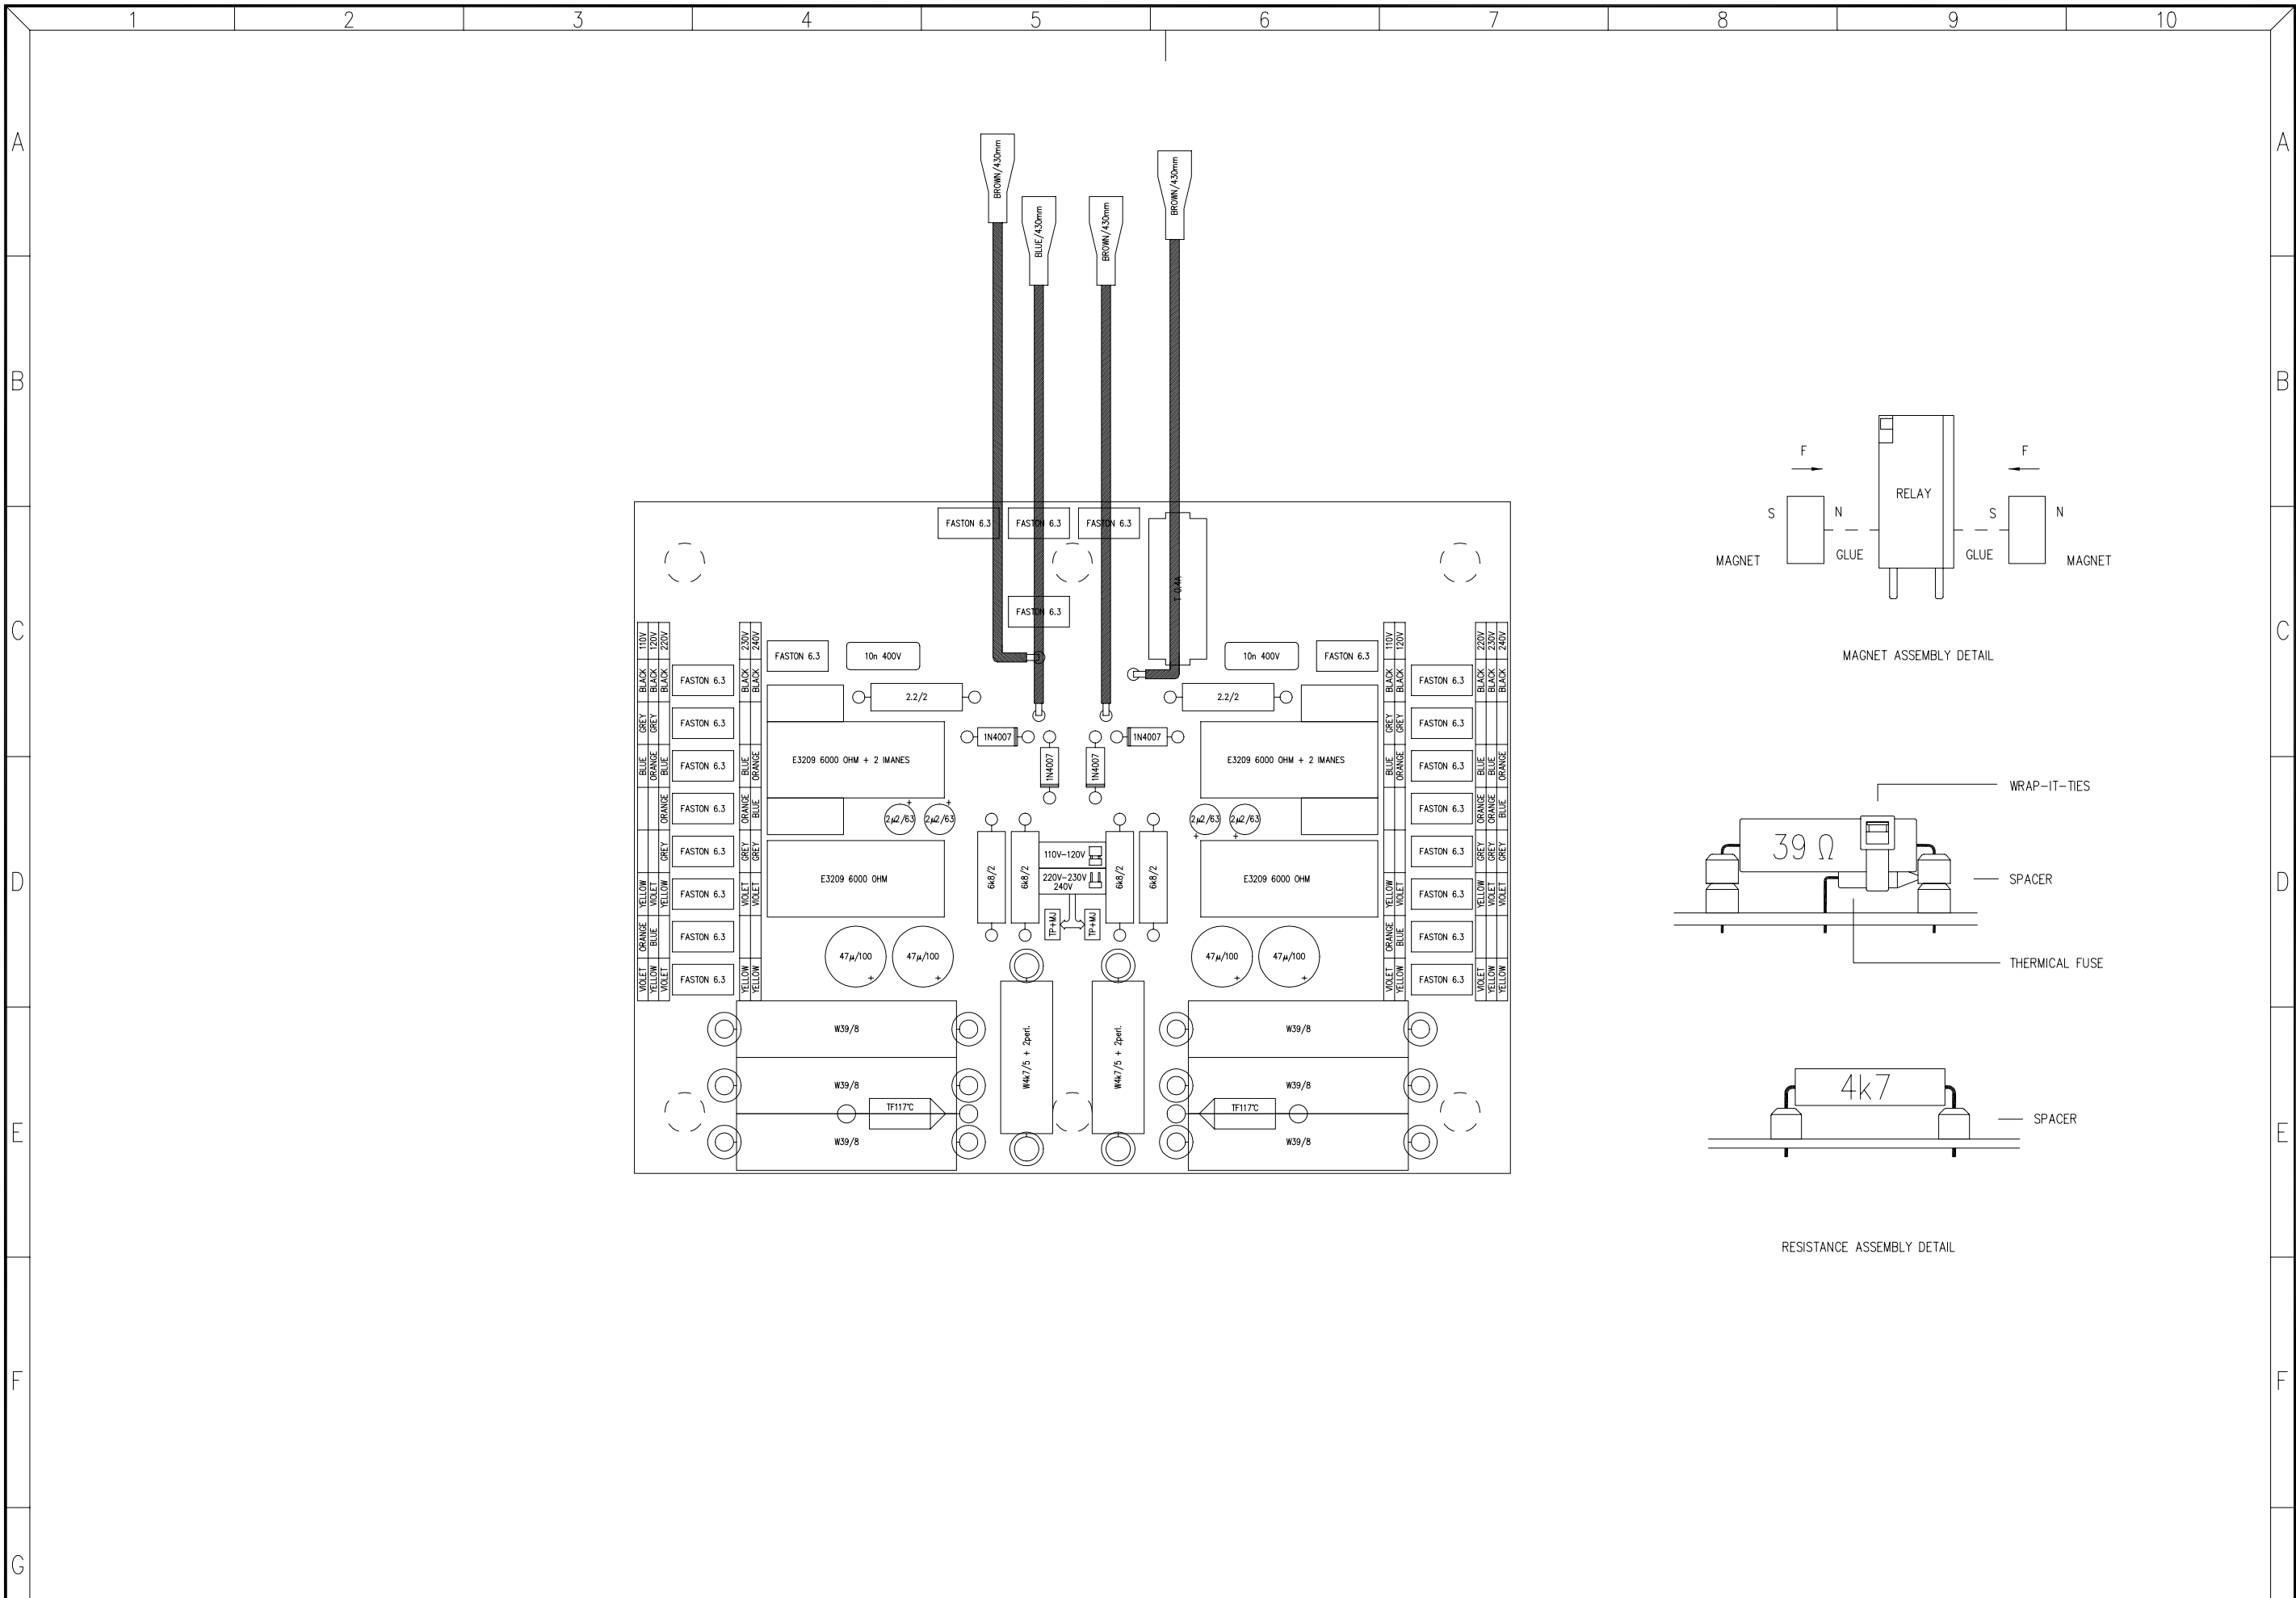 1 2 3 4 5 6 7 8 9 10
A A
BROWN/430mm
BLUE/430mm
BROWN/430mm
BROWN/430mm
B B
F F
RELAY
S N S N
GLUE GLUE
MAGNET MAGNET
MAGNET ASSEMBLY DETAIL
C C
FASTON 6.3 FASTON 6.3 FASTON 6.3
T 0.4A
FASTON 6.3
110V 120V 220V 230V 240V
110V 120V 220V 230V 240V
FASTON 6.3 10n 400V 10n 400V FASTON 6.3
BLACK BLACK BLACK FASTON 6.3 BLACK BLACK
BLACK BLACK FASTON 6.3 BLACK BLACK BLACK
2.2/2 2.2/2
GREY GREY FASTON 6.3
GREY GREY FASTON 6.3
1N4007 1N4007
1N4007 1N4007
BLUE ORANGE BLUE FASTON 6.3 BLUE ORANGE
E3209 6000 OHM + 2 IMANES E3209 6000 OHM + 2 IMANES
BLUE ORANGE FASTON 6.3 BLUE BLUE ORANGE
ORANGE FASTON 6.3 ORANGE BLUE
FASTON 6.3 ORANGE ORANGE BLUE
+ +
2µ2/63 2µ2/63 2µ2/63 2µ2/63
+ +
GREY FASTON 6.3 GREY GREY
FASTON 6.3 GREY GREY GREY
110V-120V
220V-230V
240V
6k8/2 6k8/2 6k8/2 6k8/2
E3209 6000 OHM E3209 6000 OHM
YELLOW VIOLET YELLOW FASTON 6.3 VIOLET VIOLET
YELLOW VIOLET FASTON 6.3 YELLOW VIOLET VIOLET
TP+MJ TP+MJ
ORANGE BLUE FASTON 6.3
ORANGE BLUE FASTON 6.3
47µ/100 47µ/100 47µ/100 47µ/100
+ + + +
VIOLET YELLOW VIOLET FASTON 6.3 YELLOW YELLOW
VIOLET YELLOW FASTON 6.3 VIOLET YELLOW YELLOW
D D
WRAP-IT-TIES
39 Ω
SPACER
THERMICAL FUSE
W39/8 W39/8
W4k7/5 + 2perl. W4k7/5 + 2perl.
W39/8 W39/8
TF117°C TF117°C
W39/8 W39/8
4k7
SPACER
E E
RESISTANCE ASSEMBLY DETAIL
F F
G